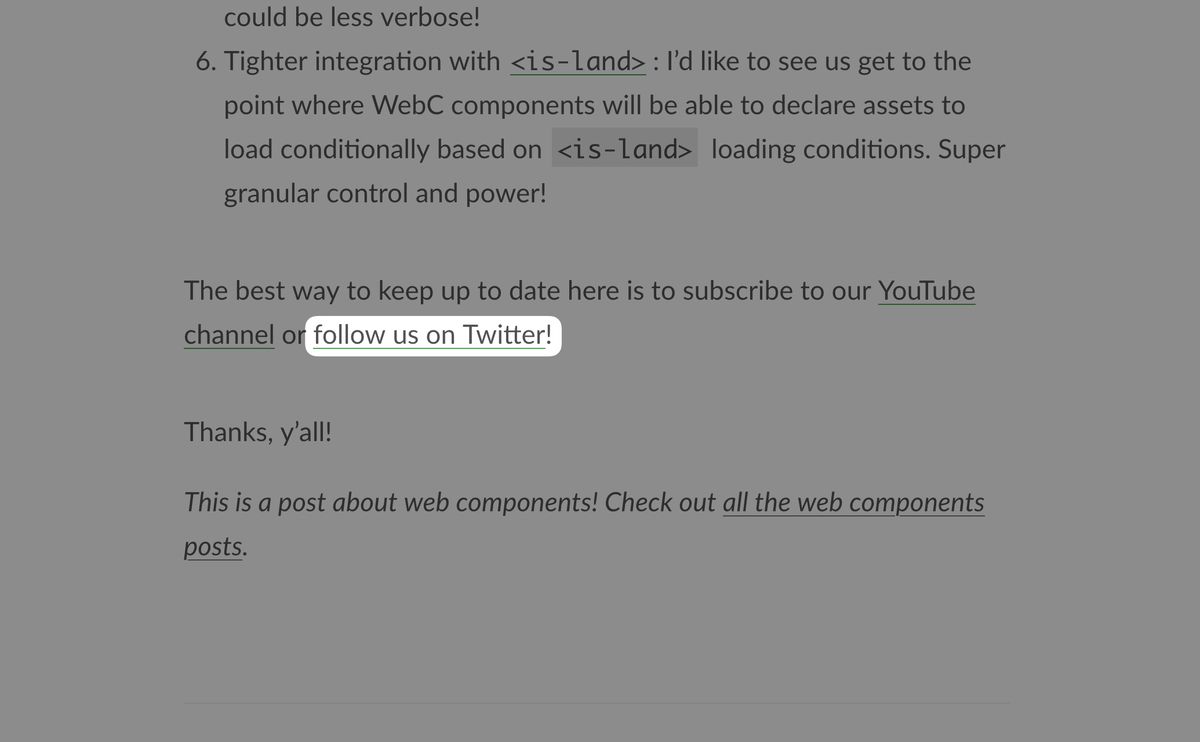 could be less verbose!
6. Tighter integration with <is-land> : I’d like to see us get to the
point where WebC components will be able to declare assets to
load conditionally based on <is-land> loading conditions. Super
granular control and power!
The best way to keep up to date here is to subscribe to our YouTube
channel or follow us on Twitter!
Thanks, y’all!
This is a post about web components! Check out all the web components
posts.